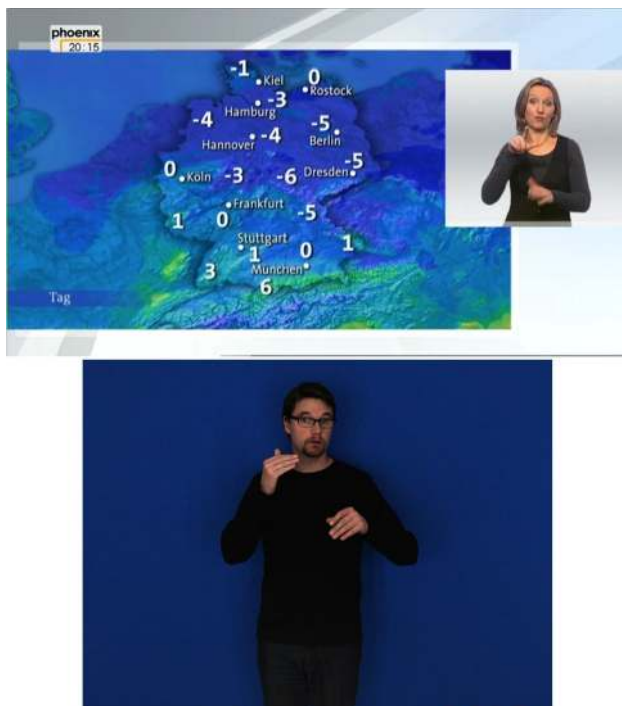 phoenix
20:15
-1
Kiel
0
Rostock
-3
Hamburg
-4
-4
Hannover
-5
Berlin
0
Köln
-3
-6
Dresden
-5
Frankfurt
1
0
-5
Stuttgart
1
0
1
3
München
6
Tag